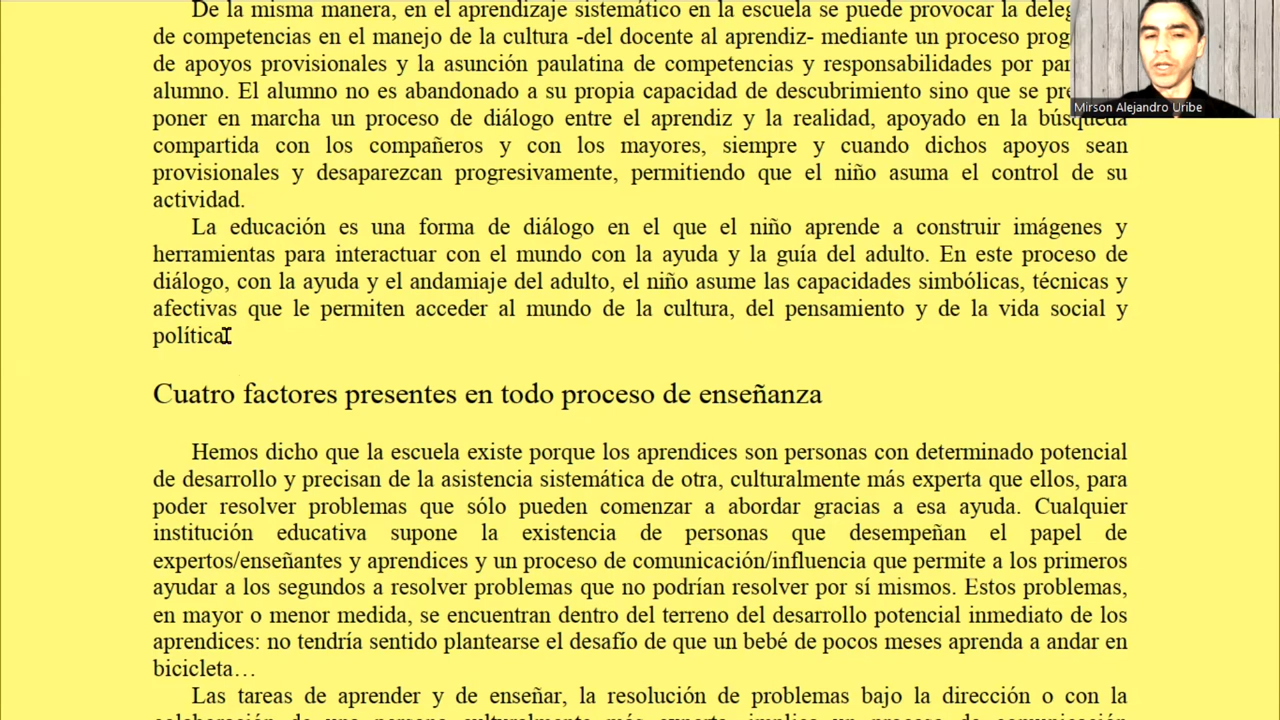 De la misma manera, en el aprendizaje sistemático en la escuela se puede provocar la
de competencias en el manejo de la cultura -del docente al aprendiz- mediante un proceso
de apoyos provisionales y la asunción paulatina de competencias y responsabilidades por
alumno. El alumno no es abandonado a su propia capacidad de descubrimiento sino que se
poner en marcha un proceso de diálogo entre el aprendiz y la realidad, apoyado en la búsqueda
compartida con los compañeros y con los mayores, siempre y cuando dichos apoyos sean
provisionales y desaparezcan progresivamente, permitiendo que el niño asuma el control de su
actividad.
La educación es una forma de diálogo en el que el niño aprende a construir imágenes y
herramientas para interactuar con el mundo con la ayuda y la guía del adulto. En este proceso de
diálogo, con la ayuda y el andamiaje del adulto, el niño asume las capacidades simbólicas, técnicas y
afectivas que le permiten acceder al mundo de la cultura, del pensamiento y de la vida social y
política
Cuatro factores presentes en todo proceso de enseñanza
Hemos dicho que la escuela existe porque los aprendices son personas con determinado potencial
de desarrollo y precisan de la asistencia sistemática de otra, culturalmente más experta que ellos, para
poder resolver problemas que sólo pueden comenzar a abordar gracias a esa ayuda. Cualquier
institución educativa supone la existencia de personas que desempeñan el papel de
expertos/enseñantes y aprendices y un proceso de comunicación/influencia que permite a los primeros
ayudar a los segundos a resolver problemas que no podrían resolver por sí mismos. Estos problemas,
en mayor o menor medida, se encuentran dentro del terreno del desarrollo potencial inmediato de los
aprendices: no tendría sentido plantearse el desafío de que un bebé de pocos meses aprenda a andar en
bicicleta…
Las tareas de aprender y de enseñar, la resolución de problemas bajo la dirección o con la
Mirson Alejandro Uribe